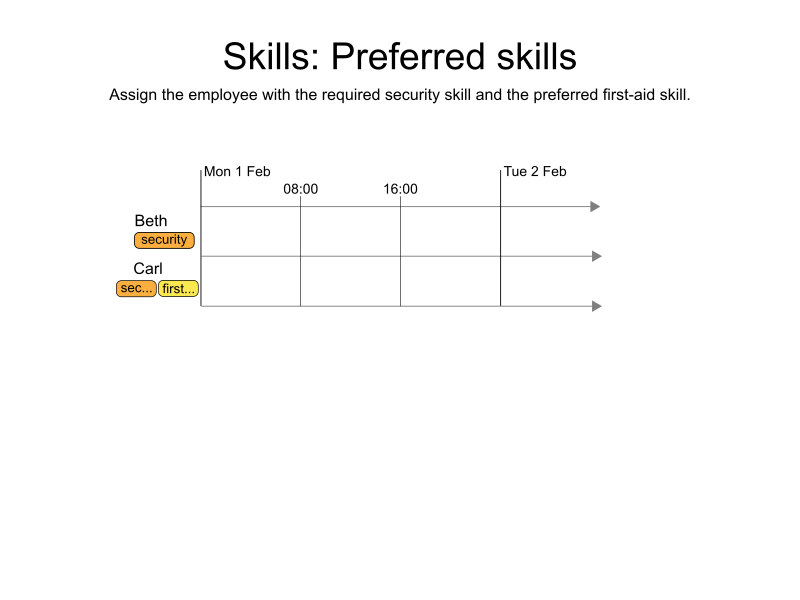 Skills: Preferred skills
Assign the employee with the required security skill and the preferred first-aid skill.
Mon 1 Feb
Tue 2 Feb
08:00
16:00
Beth
security
Carl
sec...
first...